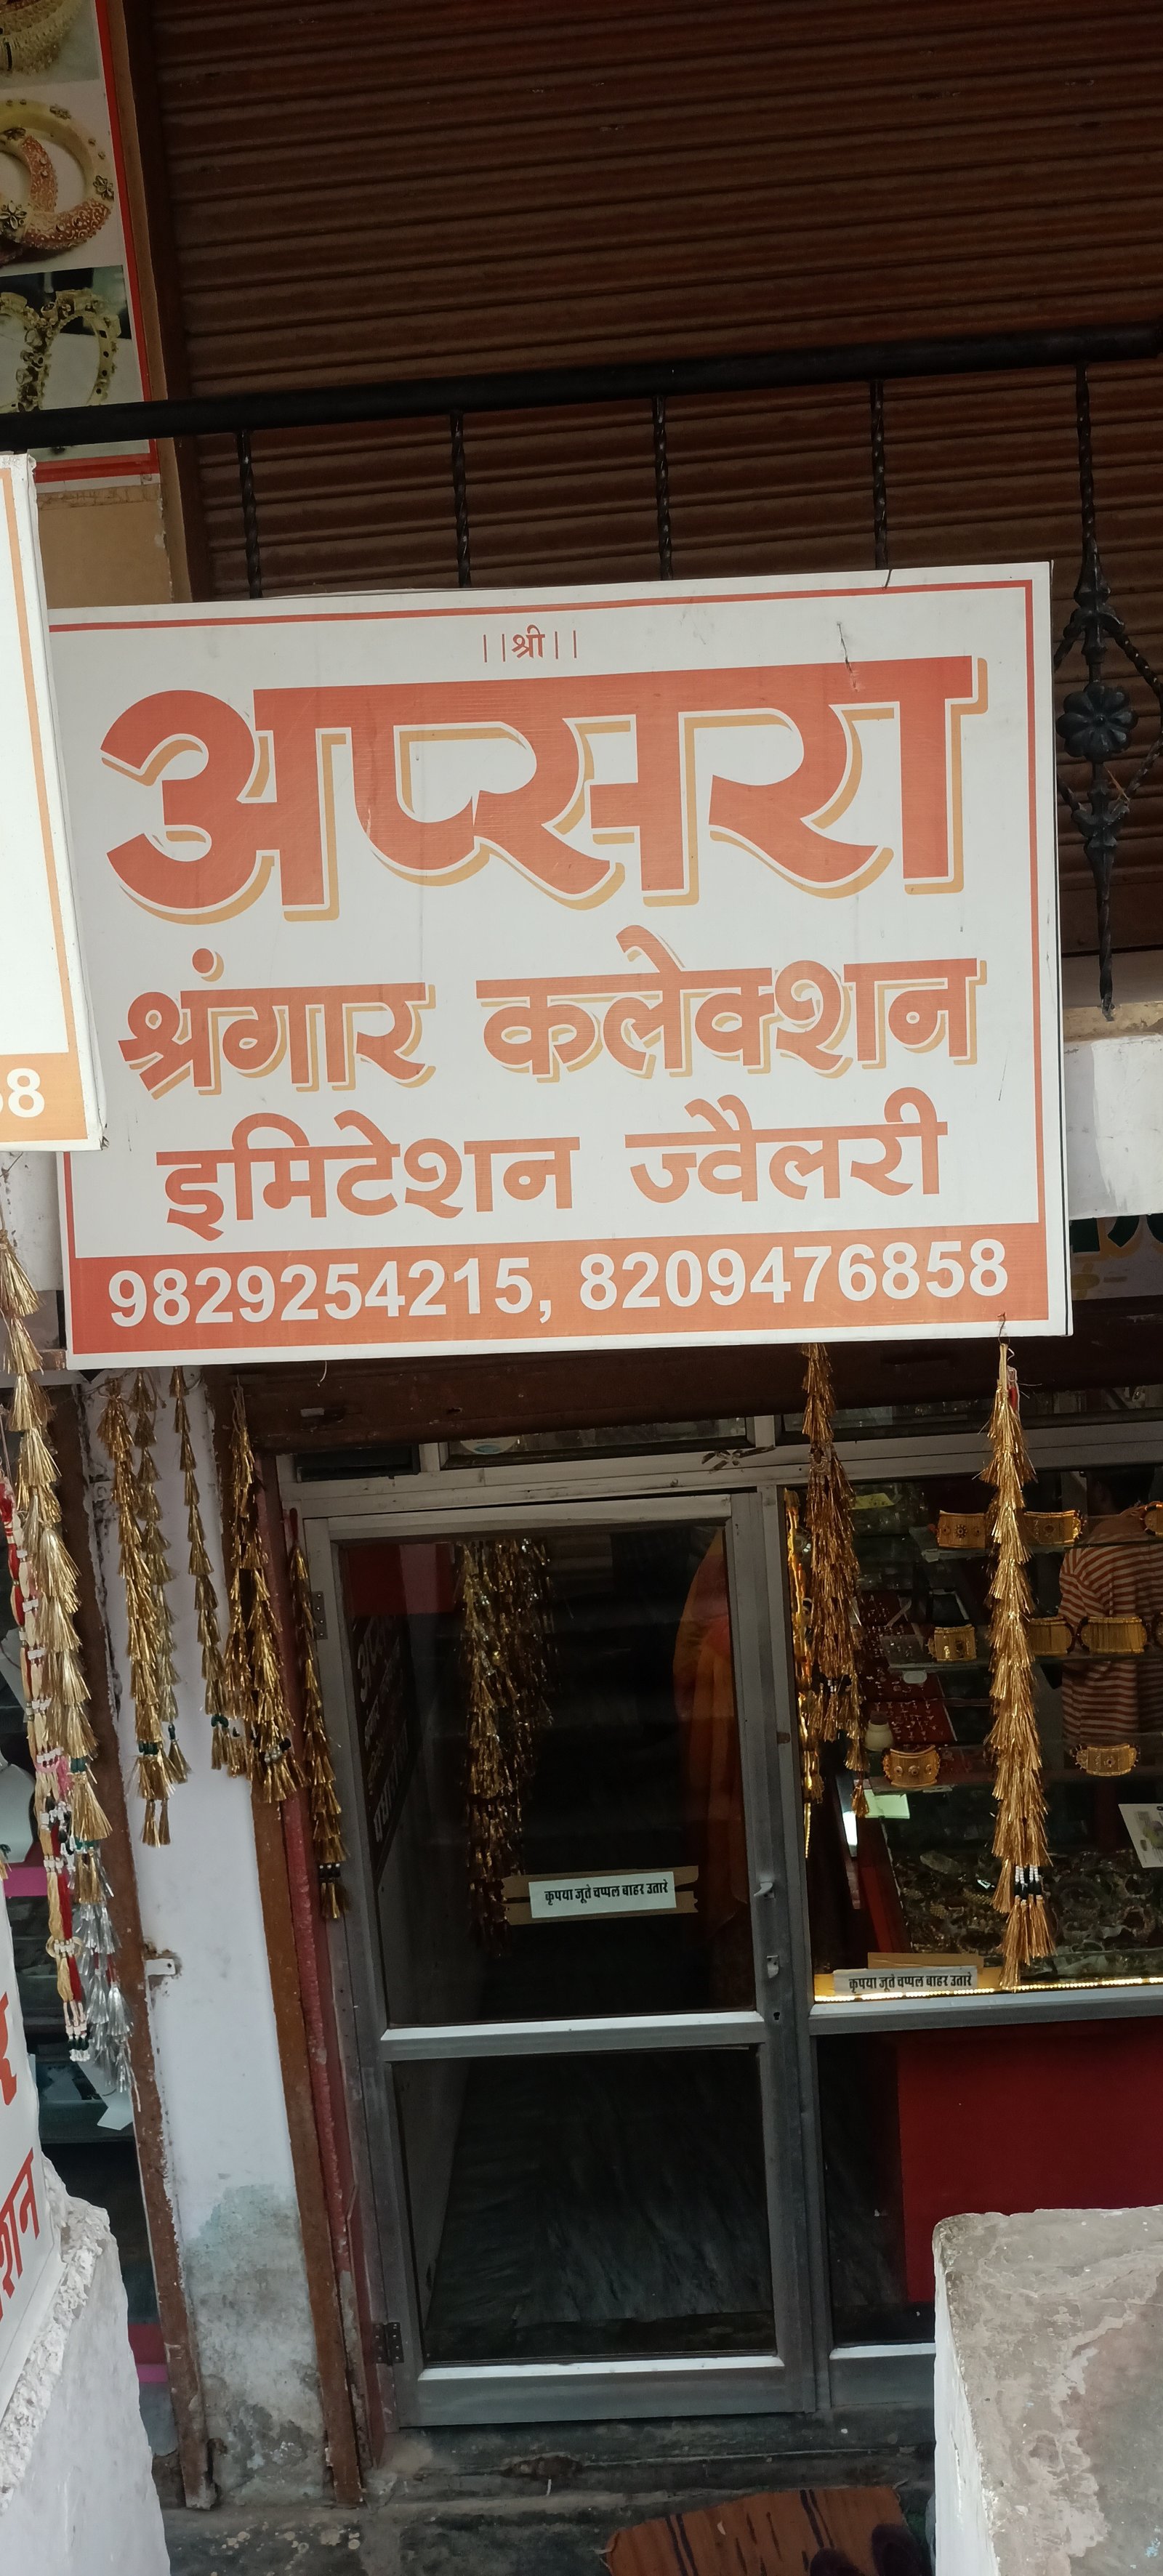 ||श्री||
अप्सरा
श्रंगार कलेक्शन
इमिटेशन ज्वैलरी
9829254215, 8209476858
58
कृपया जूते चप्पल बाहर उतारे
कृपया जूते चप्पल बाहर उतारे